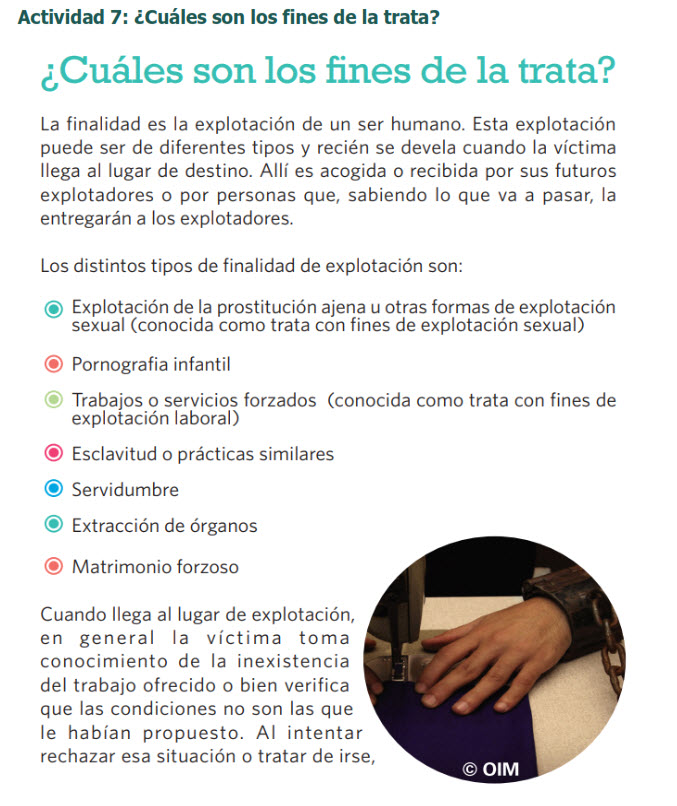 Actividad 7: ¿Cuáles son los fines de la trata?
¿Cuáles son los fines de la trata?
La finalidad es la explotación de un ser humano. Esta explotación
puede ser de diferentes tipos y recién se devela cuando la víctima
llega al lugar de destino. Allí es acogida o recibida por sus futuros
explotadores o por personas que, sabiendo lo que va a pasar, la
entregarán a los explotadores.
Los distintos tipos de finalidad de explotación son:
Explotación de la prostitución ajena u otras formas de explotación
sexual (conocida como trata con fines de explotación sexual)
Pornografia infantil
Trabajos o servicios forzados (conocida como trata con fines de
explotación laboral)
Esclavitud o prácticas similares
Servidumbre
Extracción de órganos
Matrimonio forzoso
Cuando llega al lugar de explotación,
en general la víctima toma
conocimiento de la inexistencia
del trabajo ofrecido o bien verifica
que las condiciones no son las que
le habían propuesto. Al intentar
rechazar esa situación o tratar de irse,
© OIM